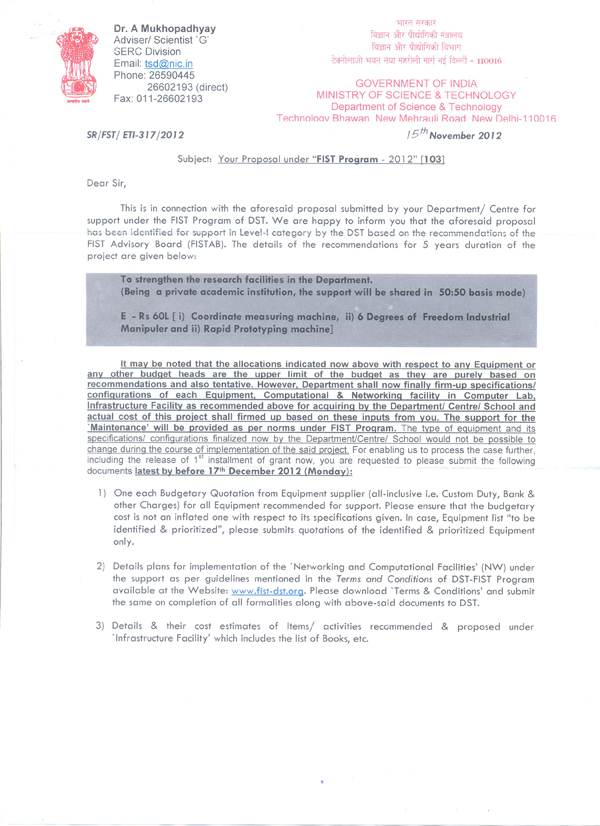 Dr. A Mukhopadhyay
Adviser/ Scientist `G'
SERC Division
Email: tsd@nic.in
Phone: 26590445
26602193 (direct)
Fax: 011-26602193
भारत सरकार
विज्ञान और प्रौद्योगिकी मंत्रालय
विज्ञान और प्रौद्योगिकी विभाग
टेक्नोलाजी भवन नया महरौली मार्ग नई दिल्ली - 110016
GOVERNMENT OF INDIA
MINISTRY OF SCIENCE & TECHNOLOGY
Department of Science & Technology
Technology Bhawan, New Mehrauli Road, New Delhi-110016
SR/FST/ ETI-317/2012
15th November 2012
Subject: Your Proposal under "FIST Program - 2012" [103]
Dear Sir,
This is in connection with the aforesaid proposal submitted by your Department/ Centre for
support under the FIST Program of DST. We are happy to inform you that the aforesaid proposal
has been identified for support in Level-I category by the DST based on the recommendations of the
FIST Advisory Board (FISTAB). The details of the recommendations for 5 years duration of the
project are given below:
To strengthen the research facilities in the Department.
(Being a private academic institution, the support will be shared in 50:50 basis mode)
E - Rs 60L [ i) Coordinate measuring machine, ii) 6 Degrees of Freedom Industrial
Manipuler and ii) Rapid Prototyping machine]
It may be noted that the allocations indicated now above with respect to any Equipment or
any other budget heads are the upper limit of the budget as they are purely based on
recommendations and also tentative. However, Department shall now finally firm-up specifications/
configurations of each Equipment, Computational & Networking facility in Computer Lab,
Infrastructure Facility as recommended above for acquiring by the Department/ Centre/ School and
actual cost of this project shall firmed up based on these inputs from you. The support for the
`Maintenance' will be provided as per norms under FIST Program. The type of equipment and its
specifications/ configurations finalized now by the Department/Centre/ School would not be possible to
change during the course of implementation of the said project. For enabling us to process the case further,
including the release of 1st installment of grant now, you are requested to please submit the following
documents latest by before 17th December 2012 (Monday):
1) One each Budgetary Quotation from Equipment supplier (all-inclusive i.e. Custom Duty, Bank &
other Charges) for all Equipment recommended for support. Please ensure that the budgetary
cost is not an inflated one with respect to its specifications given. In case, Equipment list "to be
identified & prioritized", please submits quotations of the identified & prioritized Equipment
only.
2) Details plans for implementation of the `Networking and Computational Facilities' (NW) under
the support as per guidelines mentioned in the Terms and Conditions of DST-FIST Program
available at the Website: www.fist-dst.org. Please download `Terms & Conditions' and submit
the same on completion of all formalities along with above-said documents to DST.
3) Details & their cost estimates of Items/ activities recommended & proposed under
`Infrastructure Facility' which includes the list of Books, etc.